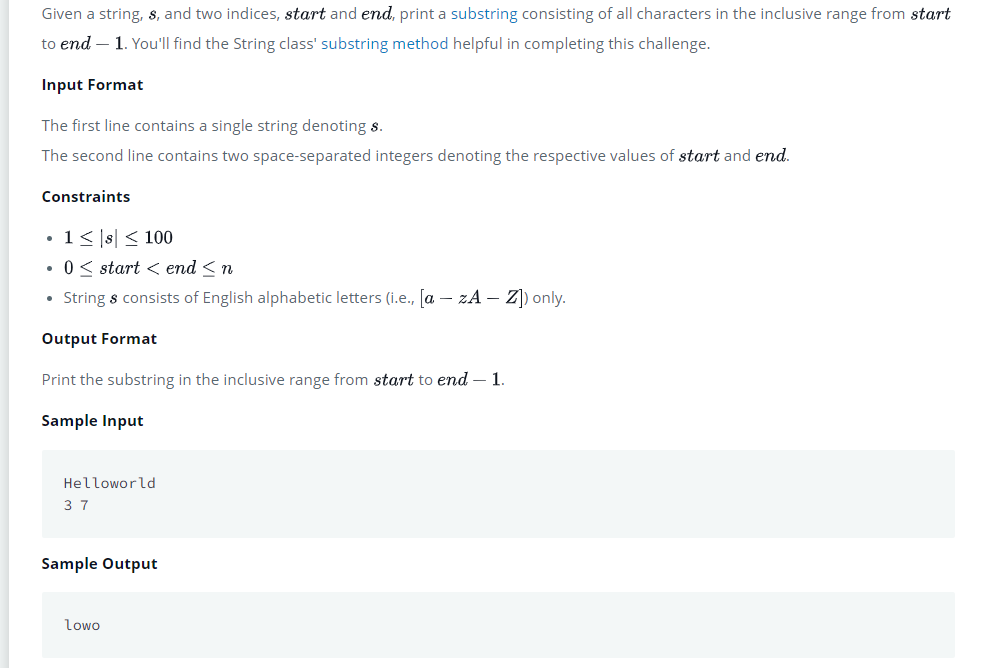 Given a string, s, and two indices, start and end, print a substring consisting of all characters in the inclusive range from start
to end − 1. You'll find the String class' substring method helpful in completing this challenge.
Input Format
The first line contains a single string denoting s.
The second line contains two space-separated integers denoting the respective values of start and end.
Constraints
• 1 ≤ |s| ≤ 100
• 0 ≤ start < end ≤ n
• String s consists of English alphabetic letters (i.e., [a − zA − Z]) only.
Output Format
Print the substring in the inclusive range from start to end − 1.
Sample Input
Helloworld
3 7
Sample Output
lowo